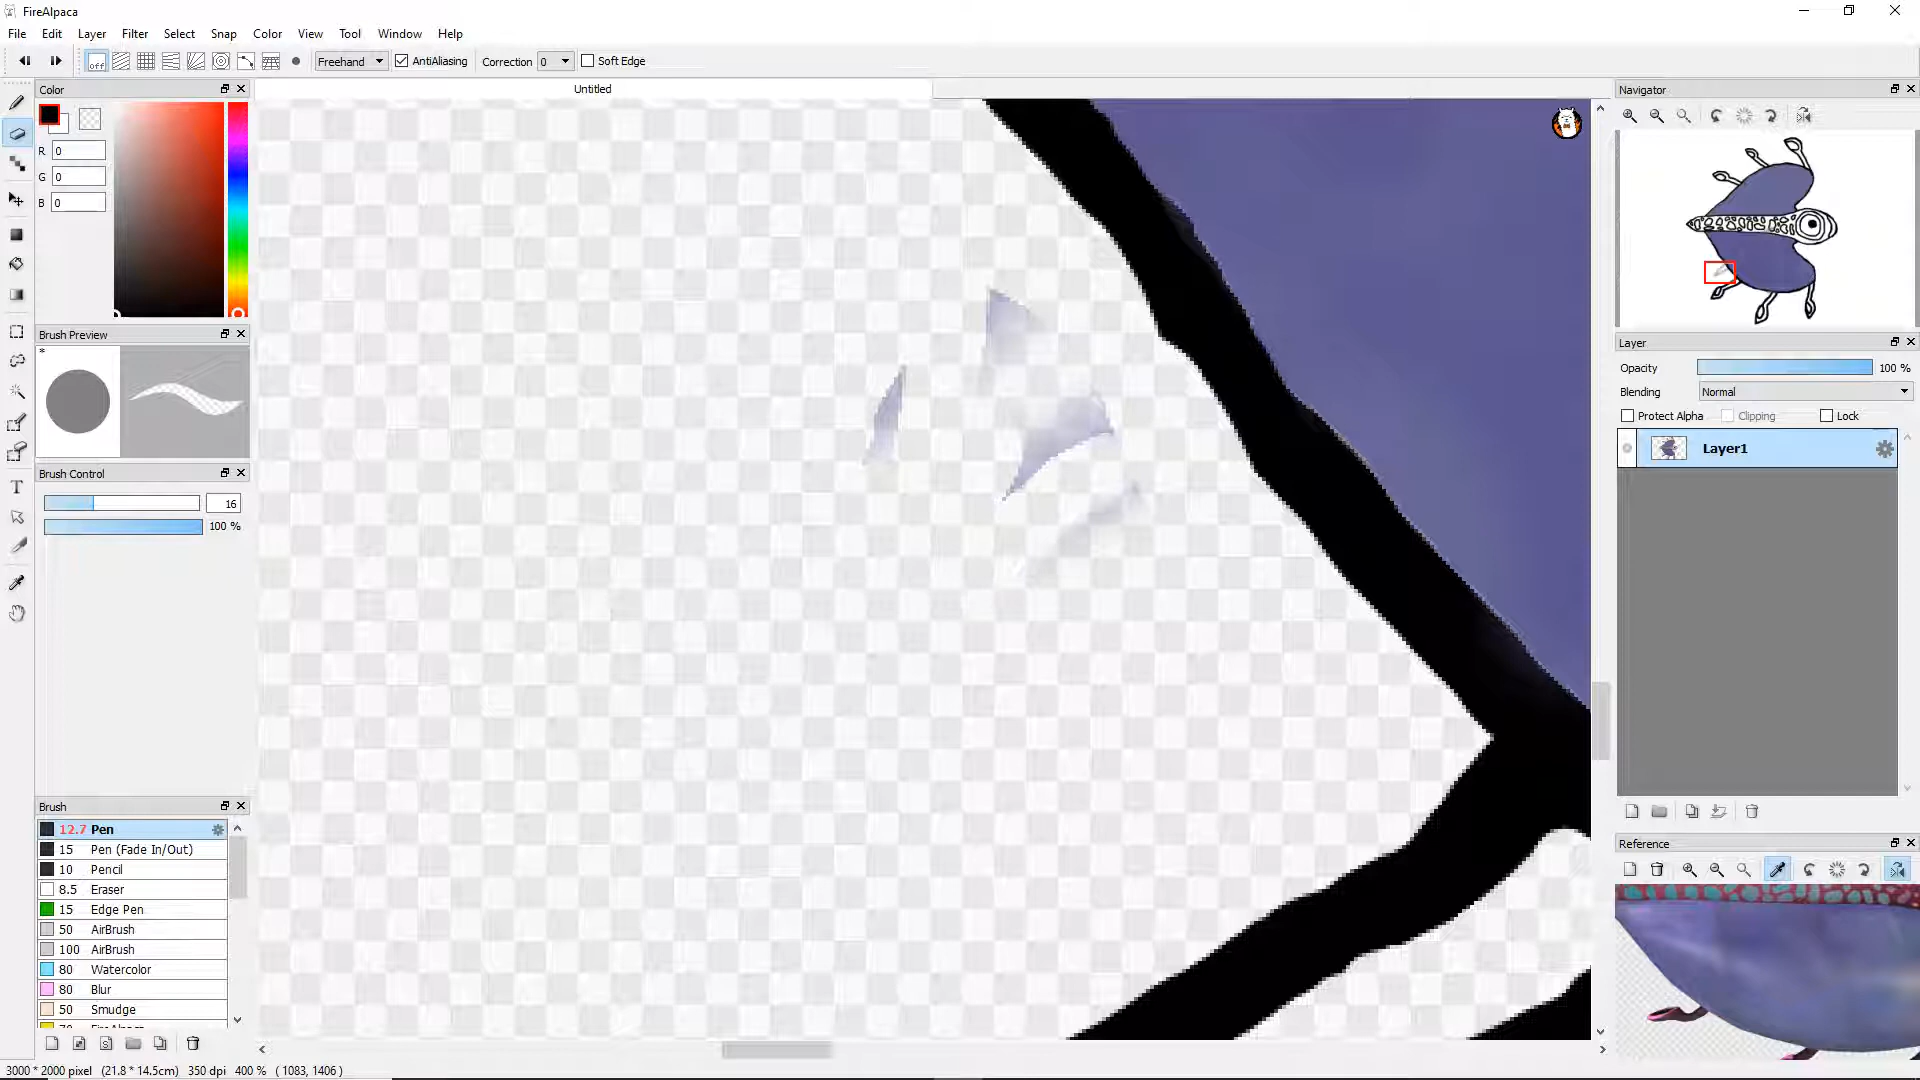 FireAlpaca
File Edit Layer Filter Select Snap Color View Tool Window Help
off Freehand AntiAliasing Correction 0 Soft Edge
Color
Untitled
Navigator
R 0
G 0
B 0
Brush Preview
*
Layer
Opacity 100 %
Blending Normal
Protect Alpha Clipping Lock
Layer1
Brush Control
16
100 %
Brush
12.7 Pen
15 Pen (Fade In/Out)
10 Pencil
8.5 Eraser
15 Edge Pen
50 AirBrush
100 AirBrush
80 Watercolor
80 Blur
50 Smudge
Reference
T
3000 * 2000 pixel (21.8 * 14.5cm) 350 dpi 400 % ( 1083, 1406 )